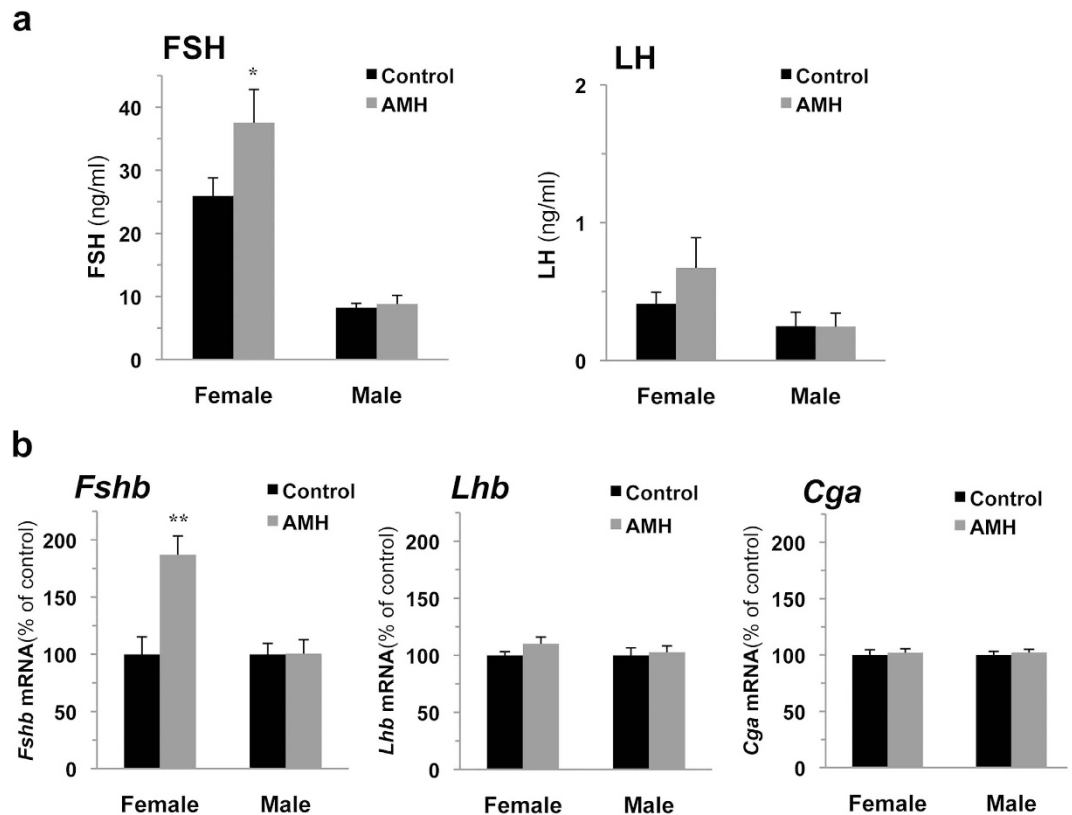 a
FSH
Control
AMH
*
FSH (ng/ml)
40
30
20
10
0
Female Male
LH
Control
AMH
LH (ng/ml)
2
1
0
Female Male
b
Fshb
Control
AMH
**
Fshb mRNA(% of control)
200
150
100
50
0
Female Male
Lhb
Control
AMH
Lhb mRNA(% of control)
200
150
100
50
0
Female Male
Cga
Control
AMH
Cga mRNA(% of control)
200
150
100
50
0
Female Male